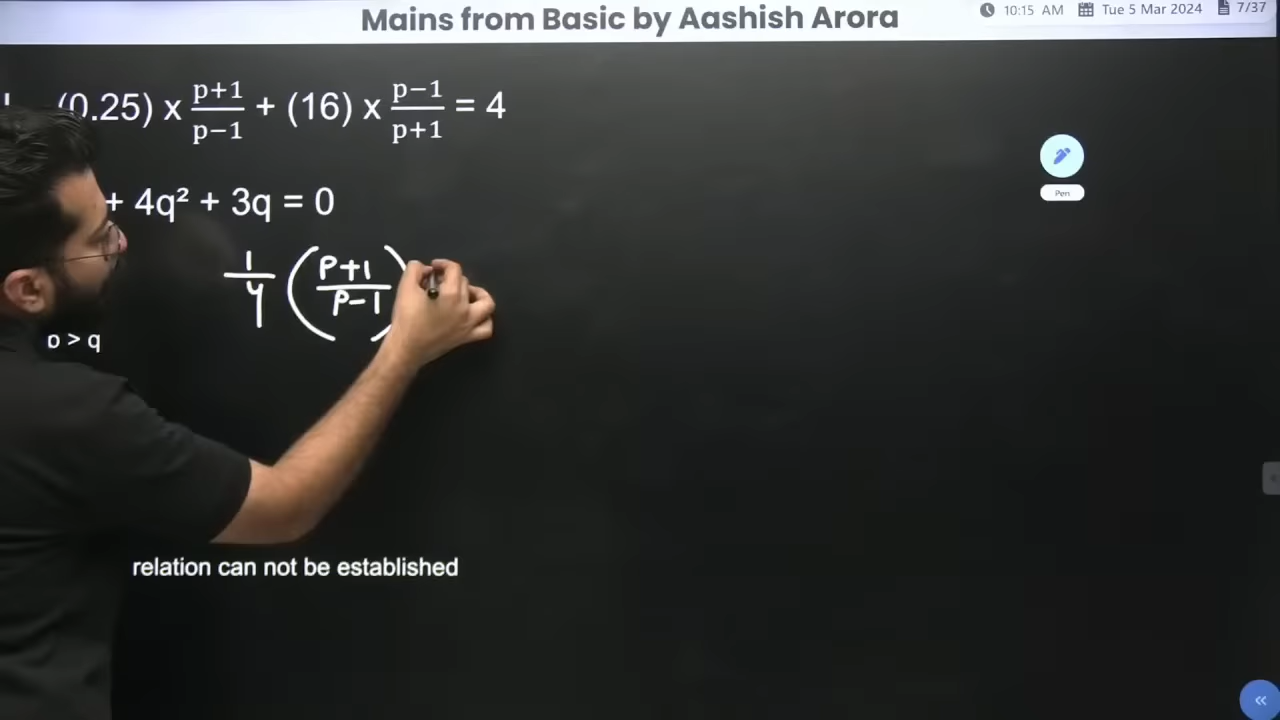 Mains from Basic by Aashish Arora
10:15 AM Tue 5 Mar 2024 7/37
(0.25) x p+1/p−1 + (16) x p−1/p+1 = 4
+ 4q² + 3q = 0
1/4 (p+1/p-1)
p > q
relation can not be established
Pen